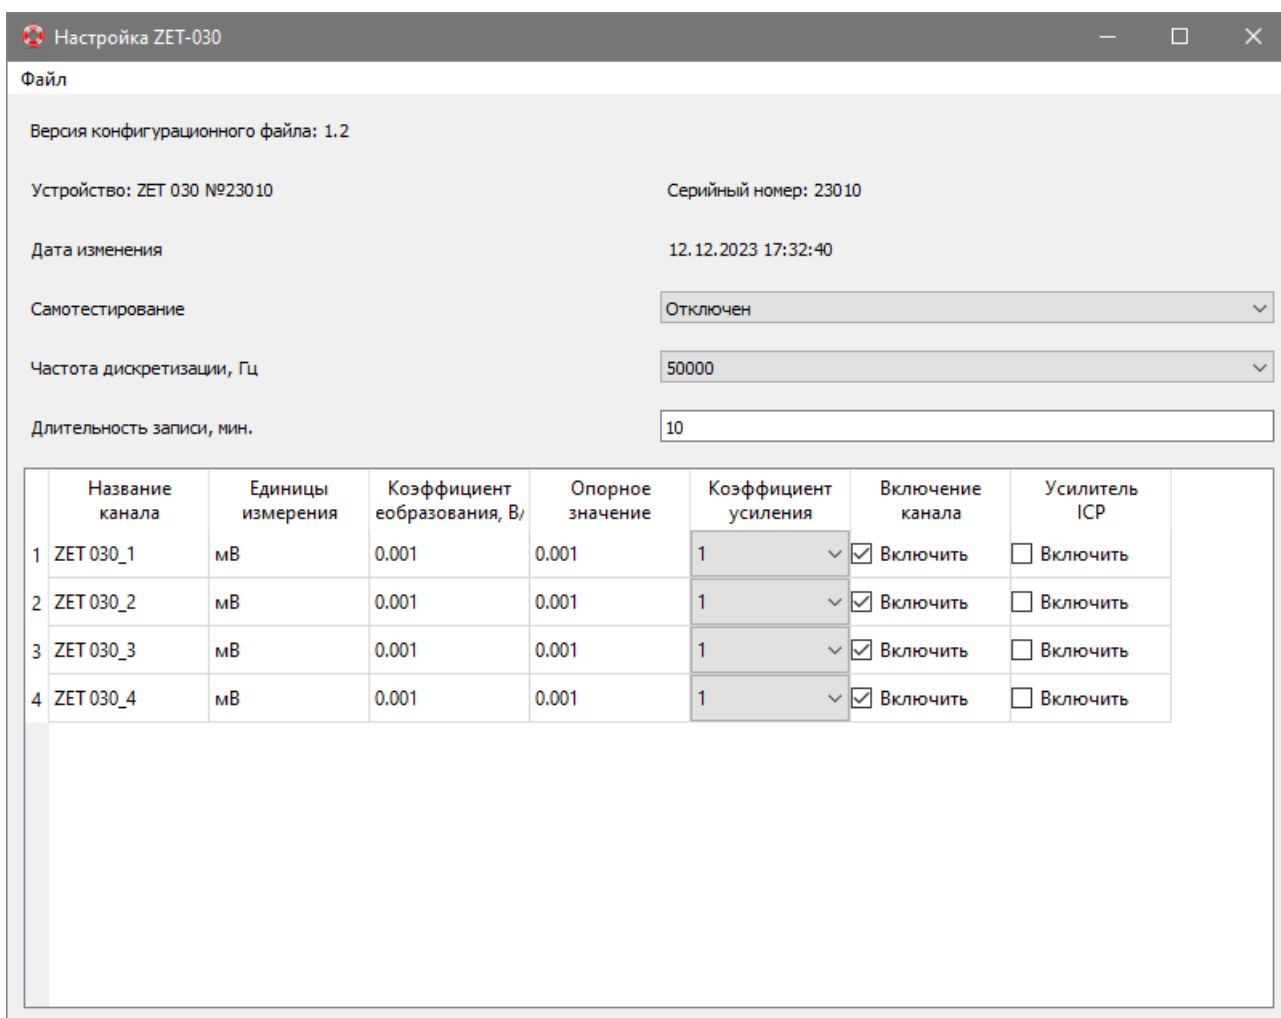 Настройка ZET-030
Файл
Версия конфигурационного файла: 1.2
Устройство: ZET 030 №23010 Серийный номер: 23010
Дата изменения 12.12.2023 17:32:40
Самотестирование Отключен
Частота дискретизации, Гц 50000
Длительность записи, мин. 10
Название Единицы Коэффициент Опорное Коэффициент Включение Усилитель
канала измерения еобразования, В/ значение усиления канала ICP
1 ZET 030_1 мВ 0.001 0.001 1 Включить Включить
2 ZET 030_2 мВ 0.001 0.001 1 Включить Включить
3 ZET 030_3 мВ 0.001 0.001 1 Включить Включить
4 ZET 030_4 мВ 0.001 0.001 1 Включить Включить